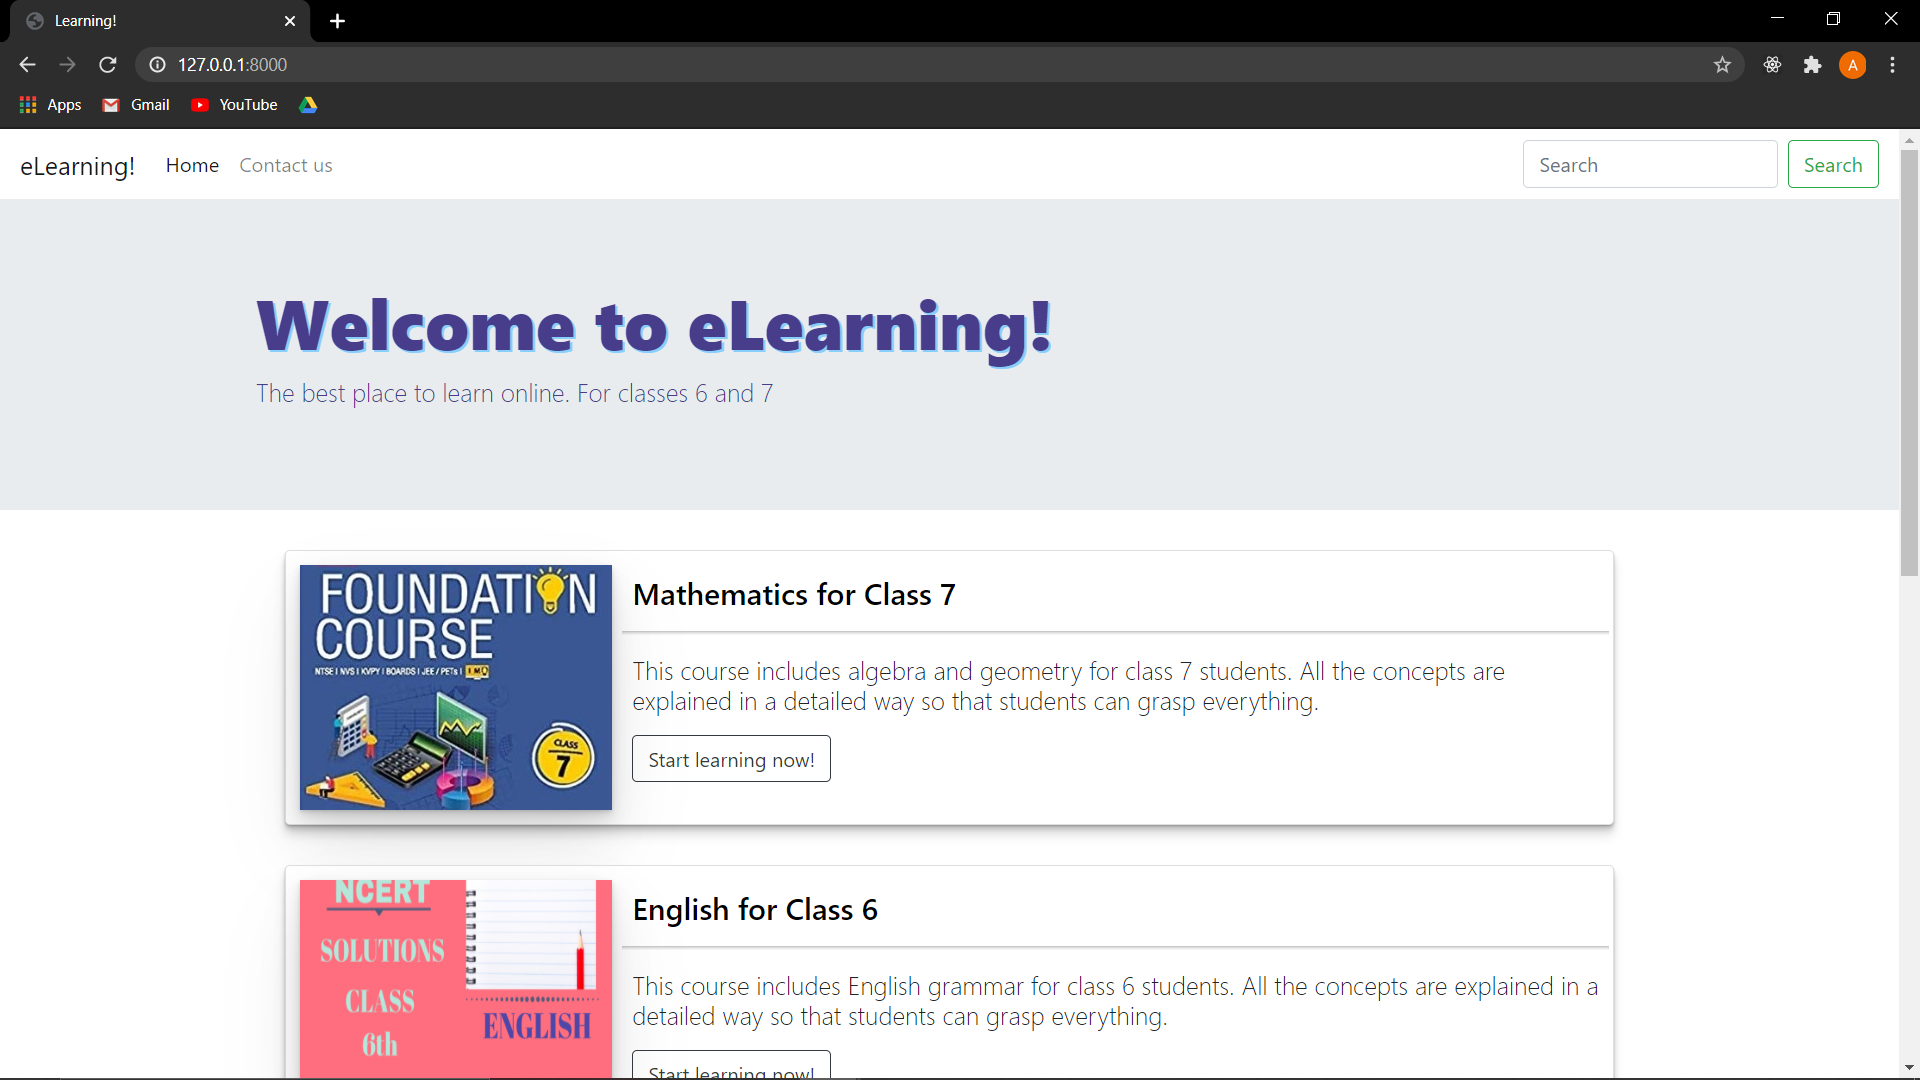 Learning!
127.0.0.1:8000
A
Apps Gmail YouTube
eLearning! Home Contact us Search Search
Welcome to eLearning!
The best place to learn online. For classes 6 and 7
FOUNDATION
COURSE
NTSE | NVS | KVPY | BOARDS | JEE / PETs | IMO
CLASS
7
Mathematics for Class 7
This course includes algebra and geometry for class 7 students. All the concepts are
explained in a detailed way so that students can grasp everything.
Start learning now!
NCERT
SOLUTIONS
CLASS
6th
ENGLISH
English for Class 6
This course includes English grammar for class 6 students. All the concepts are explained in a
detailed way so that students can grasp everything.
Start learning now!